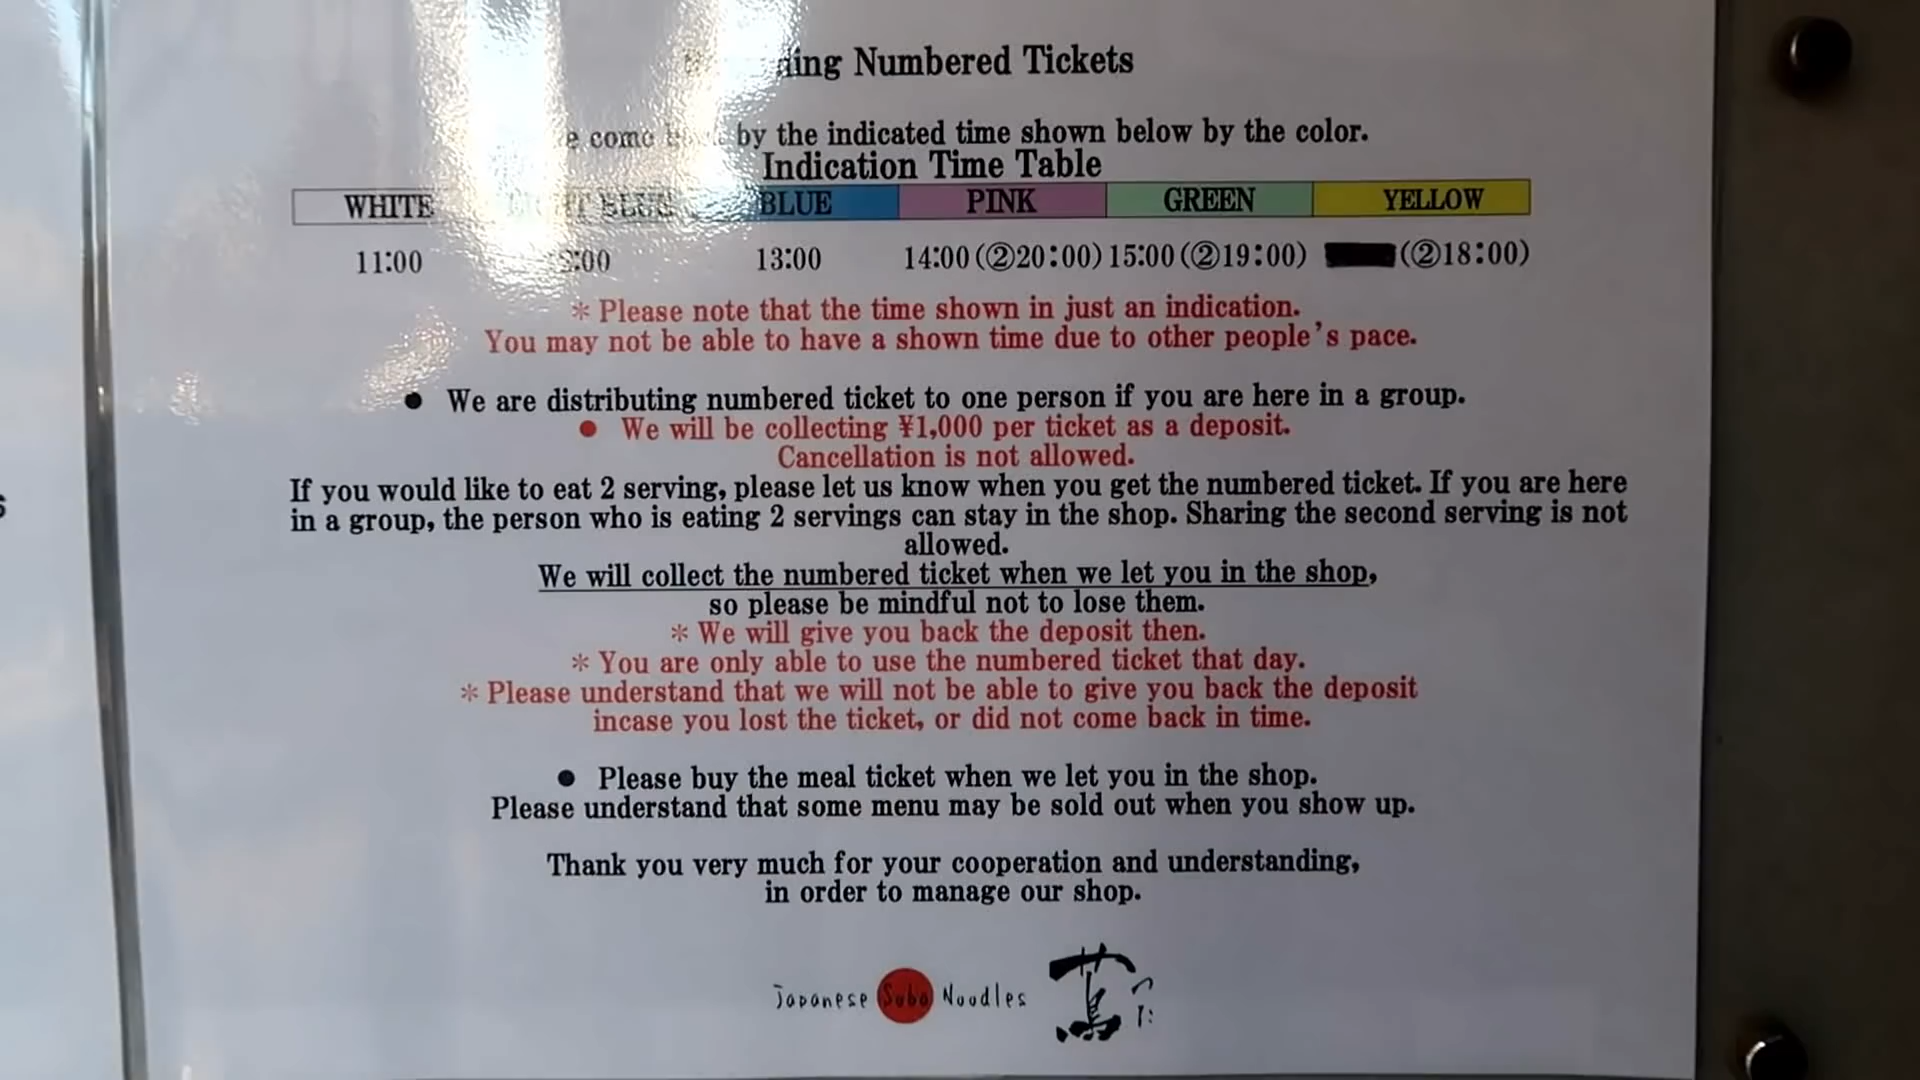 Numbered Tickets
come by the indicated time shown below by the color.
Indication Time Table
WHITE BLUE BLUE PINK GREEN YELLOW
11:00 13:00 14:00(②20:00) 15:00(②19:00) (②18:00)
* Please note that the time shown in just an indication.
You may not be able to have a shown time due to other people's pace.
● We are distributing numbered ticket to one person if you are here in a group.
● We will be collecting ¥1,000 per ticket as a deposit.
Cancellation is not allowed.
If you would like to eat 2 serving, please let us know when you get the numbered ticket. If you are here
in a group, the person who is eating 2 servings can stay in the shop. Sharing the second serving is not
allowed.
We will collect the numbered ticket when we let you in the shop,
so please be mindful not to lose them.
* We will give you back the deposit then.
* You are only able to use the numbered ticket that day.
* Please understand that we will not be able to give you back the deposit
incase you lost the ticket, or did not come back in time.
● Please buy the meal ticket when we let you in the shop.
Please understand that some menu may be sold out when you show up.
Thank you very much for your cooperation and understanding,
in order to manage our shop.
Japanese Soba Noodles 蔦